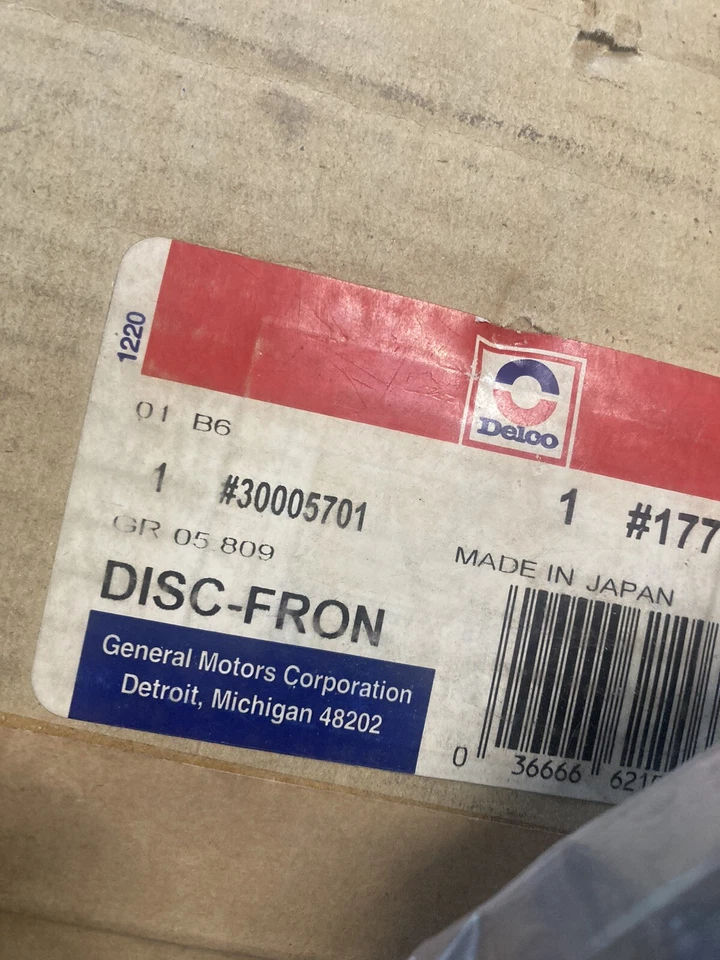 1220
Delco
01 B6
1 #30005701
1 #177
GR 05.809
MADE IN JAPAN
DISC-FRON
General Motors Corporation
Detroit, Michigan 48202
0 36666 621